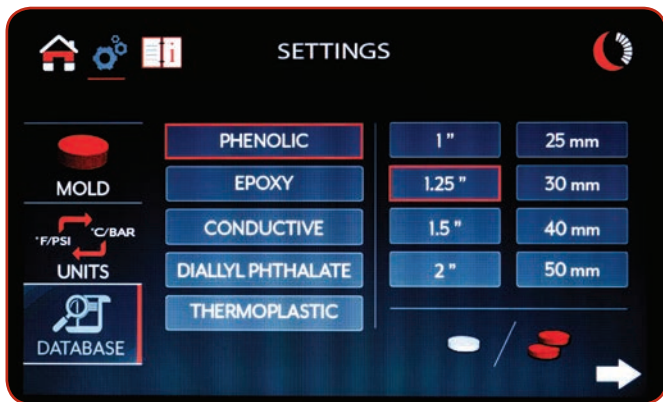 i
SETTINGS
MOLD
°F/PSI
°C/BAR
UNITS
DATABASE
PHENOLIC
EPOXY
CONDUCTIVE
DIALLYL PHTHALATE
THERMOPLASTIC
1 "
25 mm
1.25 "
30 mm
1.5 "
40 mm
2 "
50 mm
/